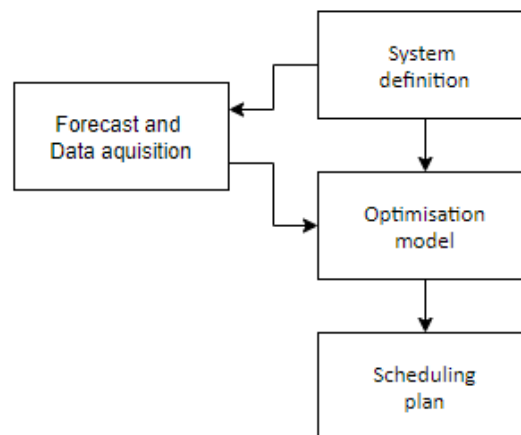 System
definition
Forecast and
Data aquisition
Optimisation
model
Scheduling
plan